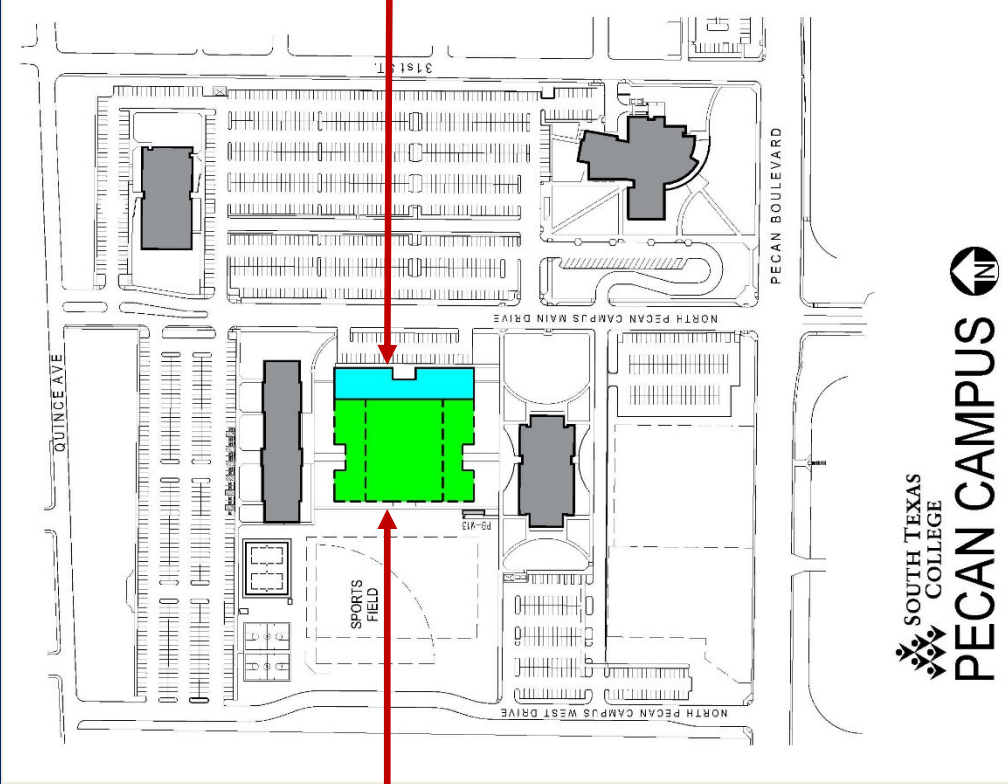 31st ST.
PECAN BOULEVARD
NORTH PECAN CAMPUS MAIN DRIVE
QUINCE AVE
PB-M13
SPORTS
FIELD
NORTH PECAN CAMPUS WEST DRIVE
SOUTH TEXAS
COLLEGE
PECAN CAMPUS
N